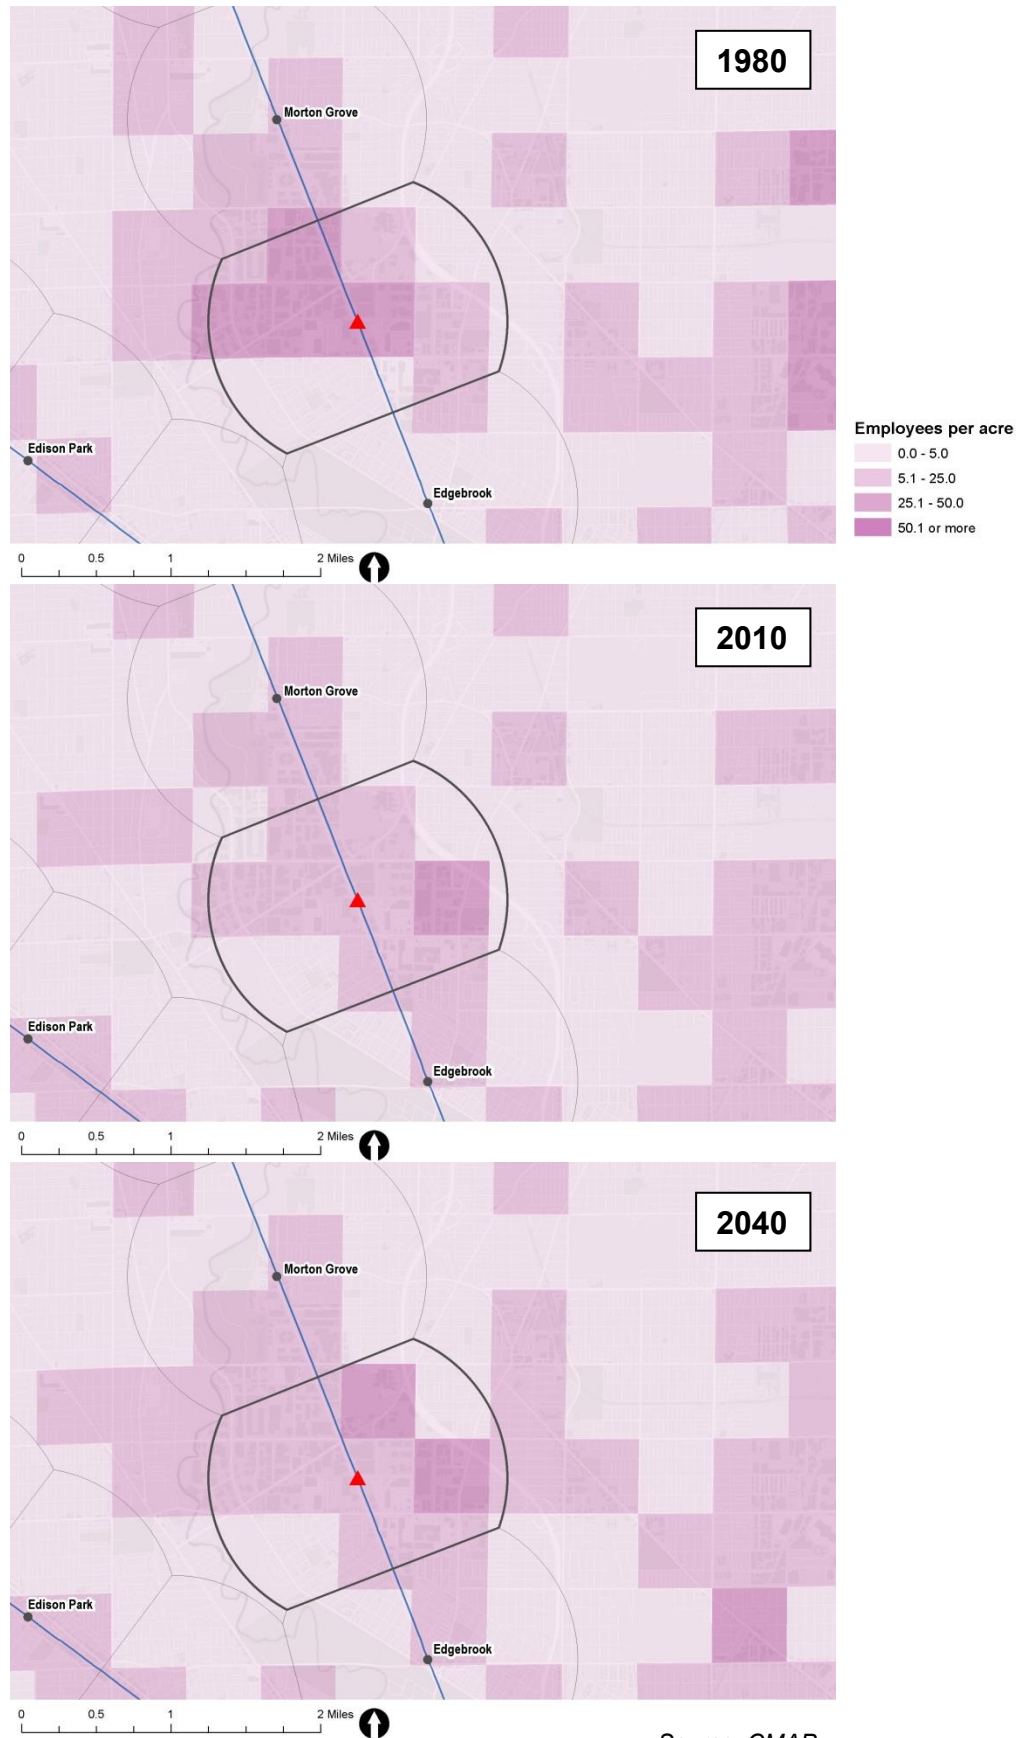 1980
Morton Grove
Edison Park
Edgebrook
Employees per acre
0.0 - 5.0
5.1 - 25.0
25.1 - 50.0
50.1 or more
0 0.5 1 2 Miles
2010
Morton Grove
Edison Park
Edgebrook
0 0.5 1 2 Miles
2040
Morton Grove
Edison Park
Edgebrook
0 0.5 1 2 Miles